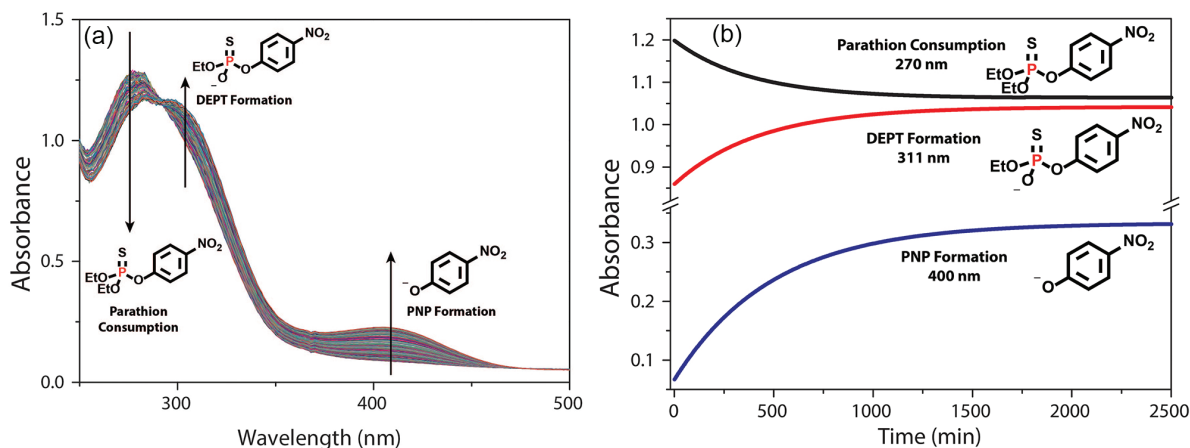 (a)
1.5
1.0
0.5
0.0
300
400
500
Absorbance
Wavelength (nm)
S
NO₂
EtO
P
O
O
−
DEPT Formation
S
NO₂
EtO
P
O
EtO
Parathion
Consumption
NO₂
−
O
PNP Formation
(b)
1.2
1.1
1.0
0.9
0.3
0.2
0.1
0
500
1000
1500
2000
2500
Absorbance
Time (min)
Parathion Consumption
270 nm
S
NO₂
EtO
P
O
EtO
DEPT Formation
311 nm
S
NO₂
EtO
P
O
O
−
PNP Formation
400 nm
NO₂
−
O